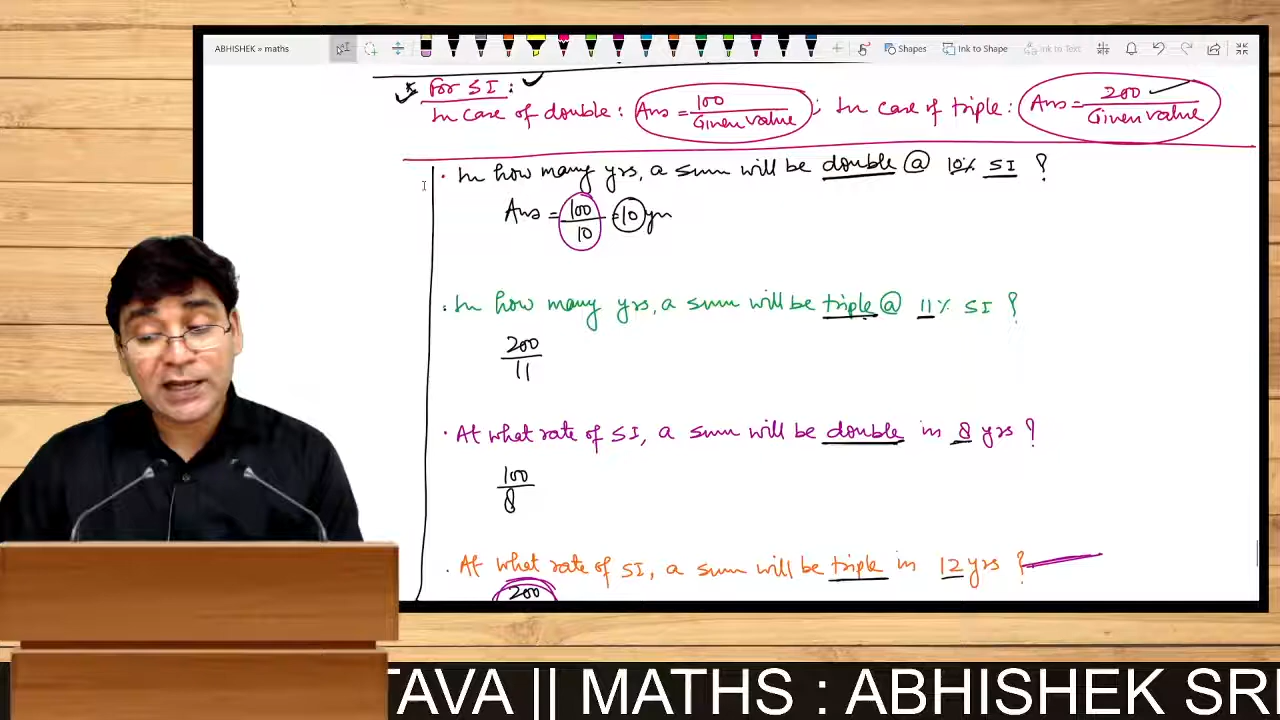 ABHISHEK » maths
Shapes
Ink to Shape
Ink to Text
* For SI :
In case of double : Ans = 100/Given value ; In case of triple : Ans = 200/Given value
· In how many yrs, a sum will be double @ 10% SI ?
Ans = 100/10 = 10 yrs
· In how many yrs, a sum will be triple @ 11% SI ?
200/11
· At what rate of SI, a sum will be double in 8 yrs ?
100/8
· At what rate of SI, a sum will be triple in 12 yrs ?
200
TAVA || MATHS : ABHISHEK SRI